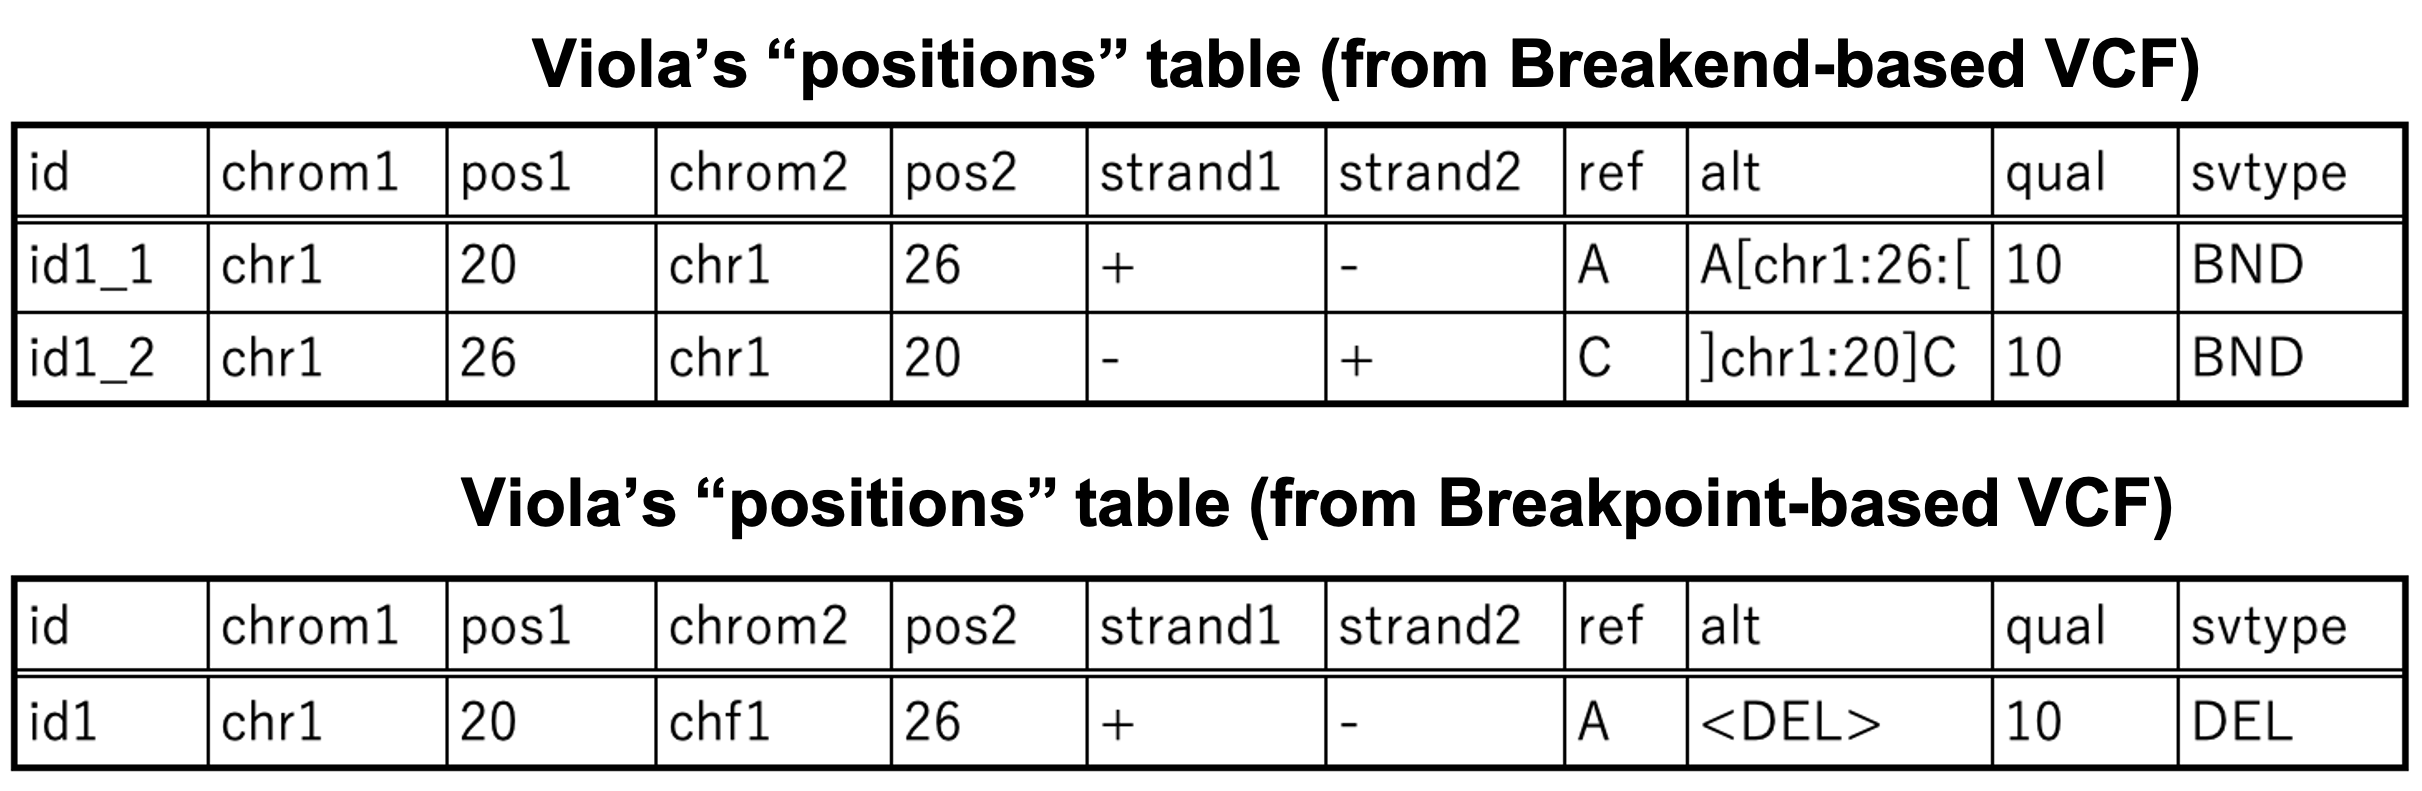 Viola’s “positions” table (from Breakend-based VCF)
id chrom1 pos1 chrom2 pos2 strand1 strand2 ref alt qual svtype
id1_1 chr1 20 chr1 26 + - A A[chr1:26:[ 10 BND
id1_2 chr1 26 chr1 20 - + C ]chr1:20]C 10 BND
Viola’s “positions” table (from Breakpoint-based VCF)
id chrom1 pos1 chrom2 pos2 strand1 strand2 ref alt qual svtype
id1 chr1 20 chf1 26 + - A <DEL> 10 DEL